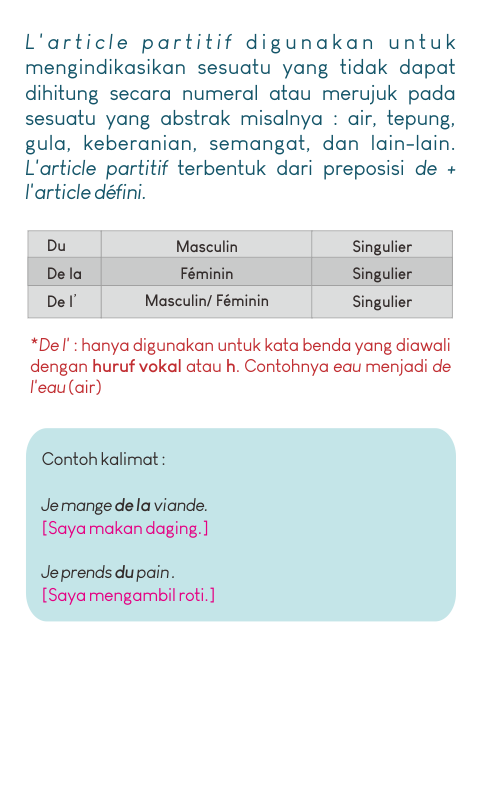 L'article partitif digunakan untuk
mengindikasikan sesuatu yang tidak dapat
dihitung secara numeral atau merujuk pada
sesuatu yang abstrak misalnya : air, tepung,
gula, keberanian, semangat, dan lain-lain.
L'article partitif terbentuk dari preposisi de +
l'article défini.
Du Masculin Singulier
De la Féminin Singulier
De l' Masculin/ Féminin Singulier
*De l' : hanya digunakan untuk kata benda yang diawali
dengan huruf vokal atau h. Contohnya eau menjadi de
l'eau (air)
Contoh kalimat :
Je mange de la viande.
[Saya makan daging.]
Je prends du pain .
[Saya mengambil roti.]